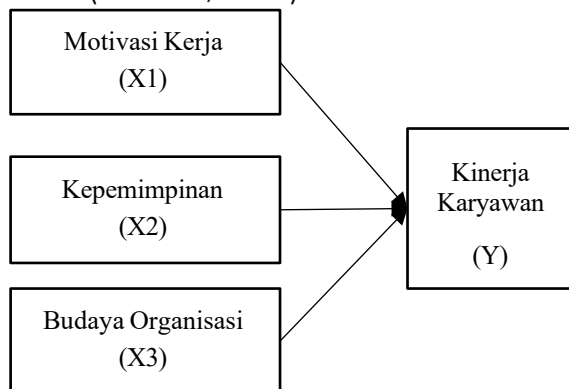 Motivasi Kerja
(X1)
Kepemimpinan
(X2)
Budaya Organisasi
(X3)
Kinerja
Karyawan
(Y)